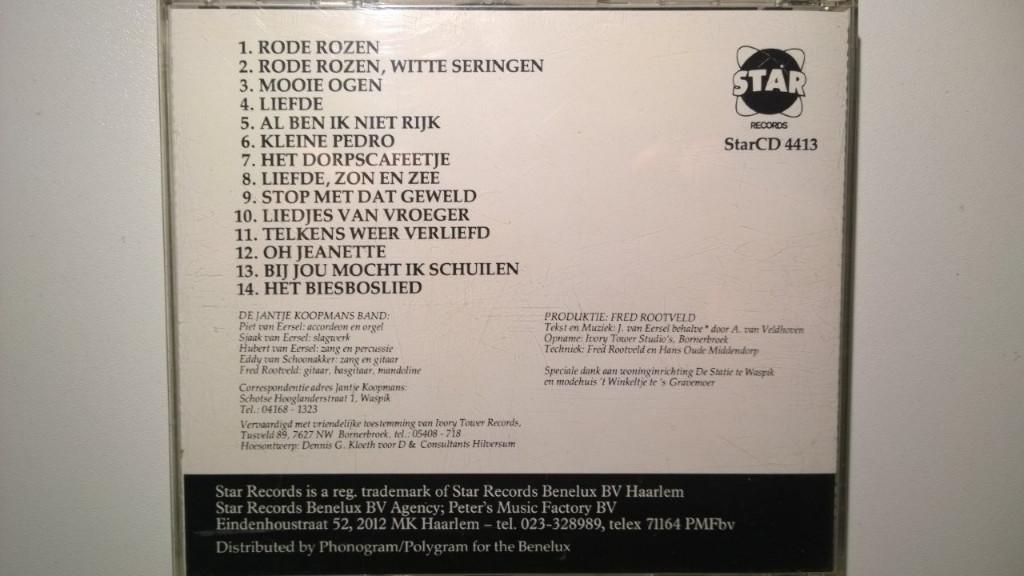 1. RODE ROZEN
2. RODE ROZEN, WITTE SERINGEN
3. MOOIE OGEN
4. LIEFDE
5. AL BEN IK NIET RIJK
6. KLEINE PEDRO
7. HET DORPSCAFEETJE
8. LIEFDE, ZON EN ZEE
9. STOP MET DAT GEWELD
10. LIEDJES VAN VROEGER
11. TELKENS WEER VERLIEFD
12. OH JEANETTE
13. BIJ JOU MOCHT IK SCHUILEN
14. HET BIESBOSLIED
STAR
RECORDS
StarCD 4413
DE JANTJE KOOPMANS BAND:
Piet van Eersel: accordeon en orgel
Sjaak van Eersel: slagwerk
Hubert van Eersel: zang en percussie
Eddy van Schoonakker: zang en gitaar
Fred Rootveld: gitaar, basgitaar, mandoline
Correspondentie adres Jantje Koopmans:
Schotse Hooglanderstraat 1, Waspik
Tel.: 04168 - 1323
Vervaardigd met vriendelijke toestemming van Ivory Tower Records,
Tusveld 89, 7627 NW Bornerbroek, tel.: 05408 - 718
Hoesontwerp: Dennis G. Kloeth voor D & Consultants Hilversum
PRODUKTIE: FRED ROOTVELD
Tekst en Muziek: J. van Eersel behalve * door A. van Veldhoven
Opname: Ivory Tower Studio's, Bornerbroek
Techniek: Fred Rootveld en Hans Oude Middendorp
Speciale dank aan woninginrichting De Statie te Waspik
en modehuis 't Winkeltje te 's Gravemoer
Star Records is a reg. trademark of Star Records Benelux BV Haarlem
Star Records Benelux BV Agency; Peter's Music Factory BV
Eindenhoustraat 52, 2012 MK Haarlem – tel. 023-328989, telex 71164 PMFbv
Distributed by Phonogram/Polygram for the Benelux